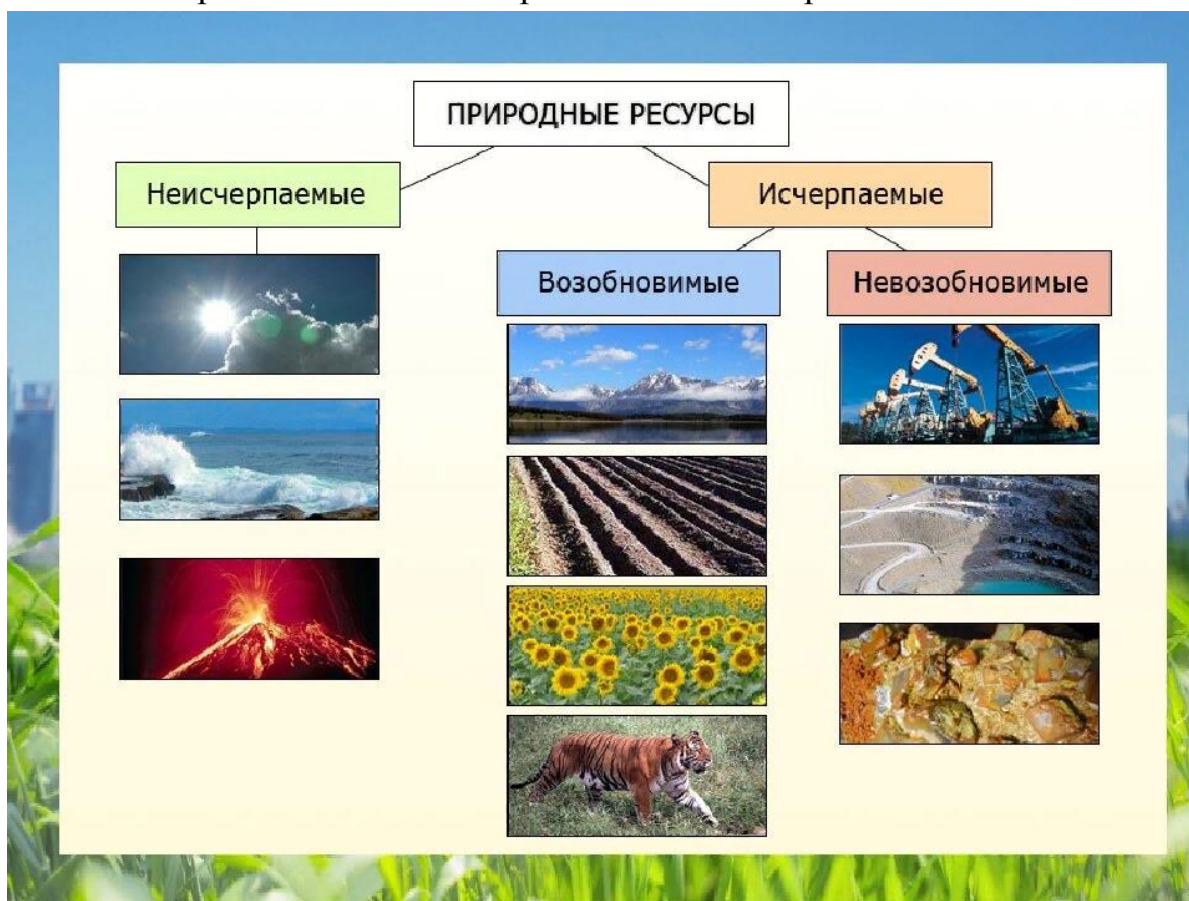 ПРИРОДНЫЕ РЕСУРСЫ
Неисчерпаемые
Исчерпаемые
Возобновимые
Невозобновимые